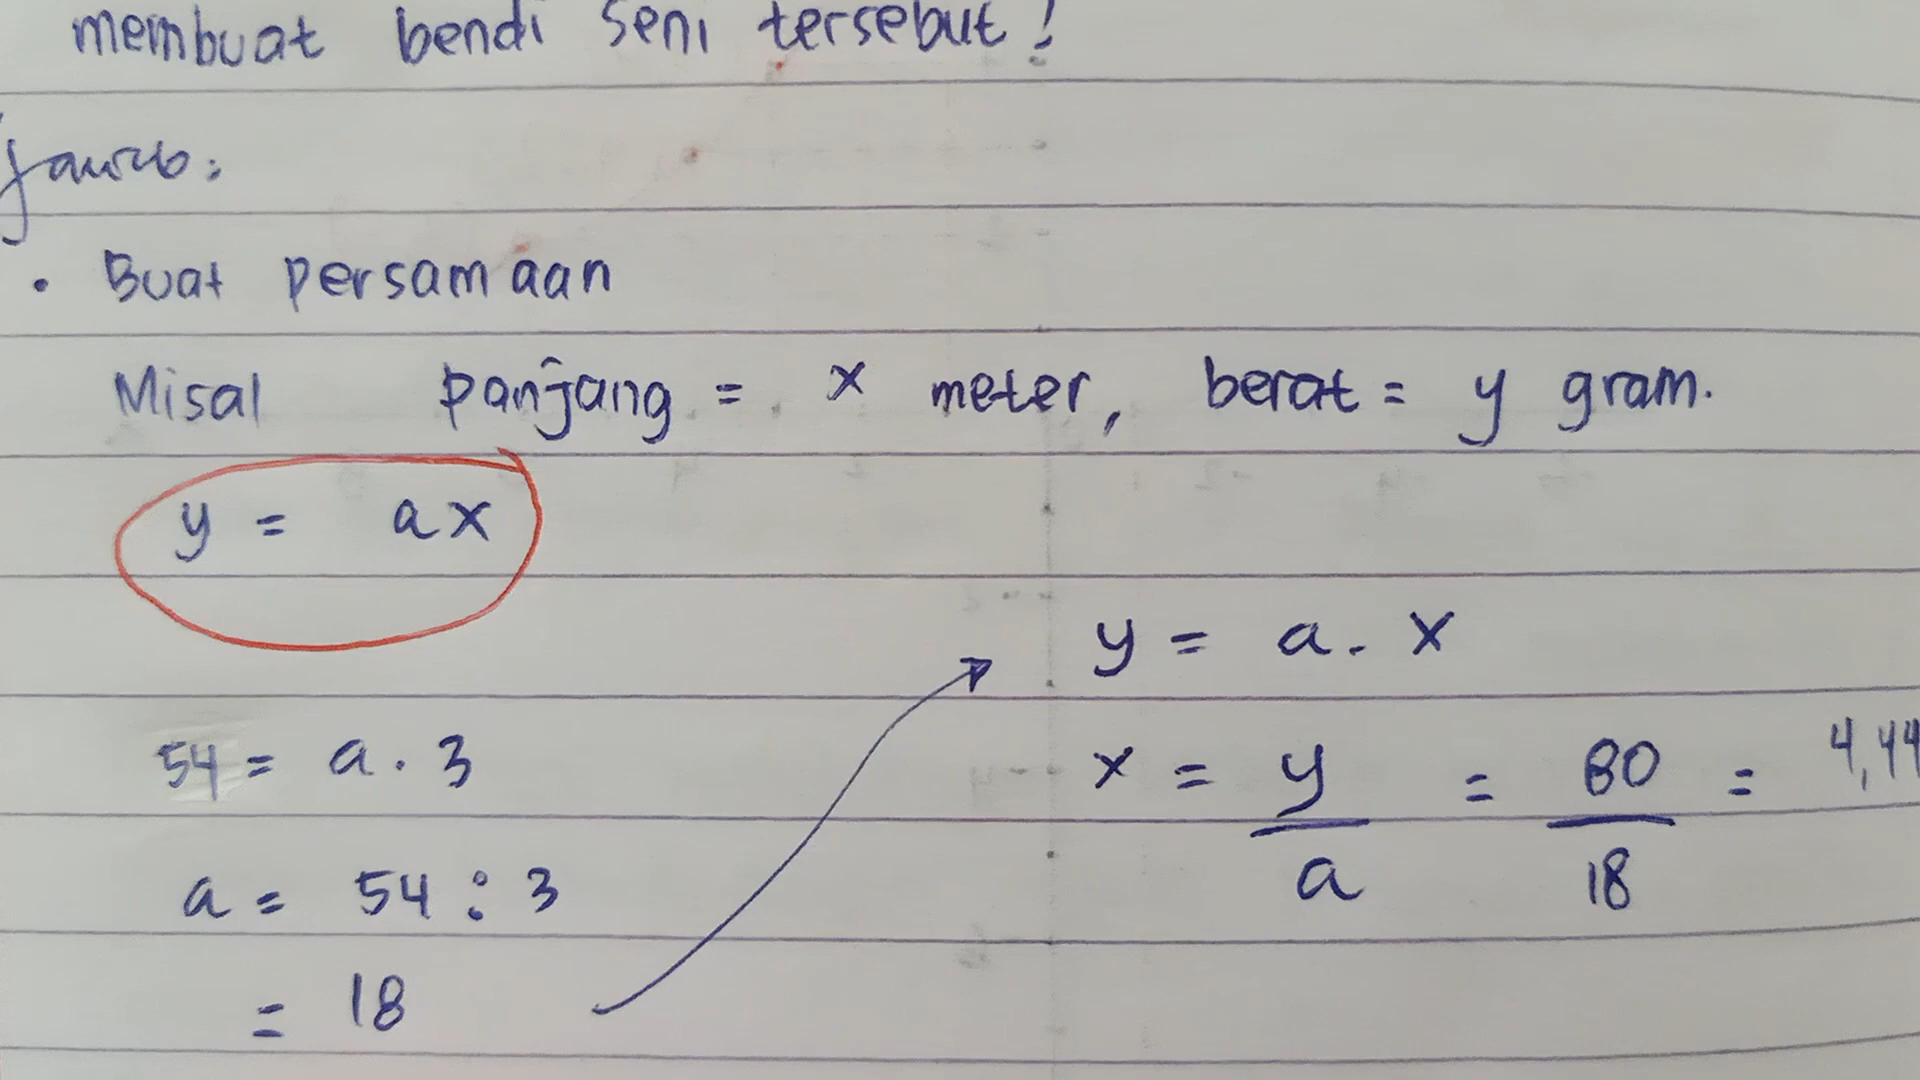 membuat bendi seni tersebut!
Jawab:
• Buat persamaan
Misal panjang = x meter, berat = y gram.
y = ax
y = a . x
54 = a . 3
x = y/a = 80/18 = 4,44
a = 54 : 3
= 18